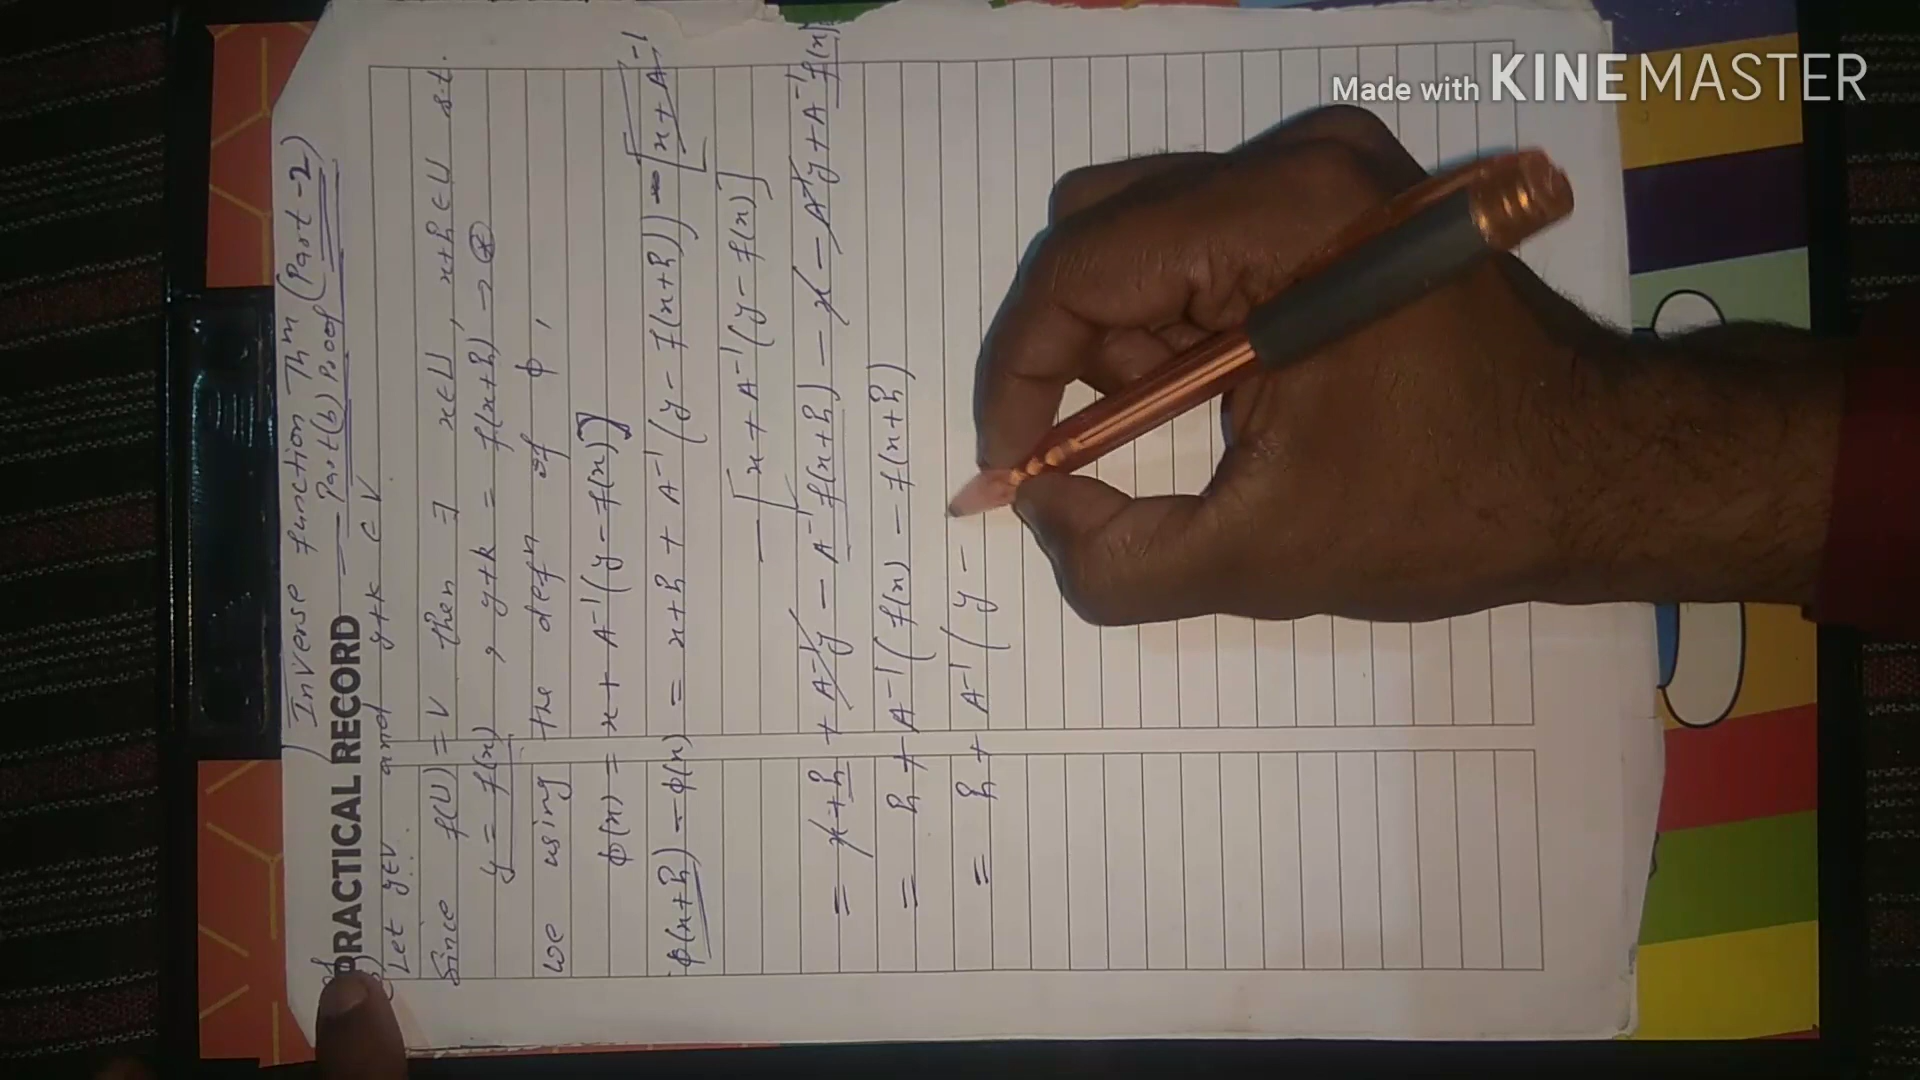 Inverse function Thm (Part-2)
PRACTICAL RECORD
— Part(b) Proof
Let y∈V and y+k ⊂ V
Since f(U) = V then ∃ x∈U, x+h∈U s.t.
y = f(x), y+k = f(x+h) → ⊛
we using the defn of ϕ,
ϕ(x) = x + A⁻¹(y - f(x))
ϕ(x+h) - ϕ(x) = x+h + A⁻¹(y - f(x+h)) - [x + A⁻¹
- [x + A⁻¹(y - f(x))]
= x+h + A⁻¹y - A⁻¹f(x+h) - x - A⁻¹y + A⁻¹f(x)
= h + A⁻¹(f(x) - f(x+h))
= h + A⁻¹(y -
Made with KINEMASTER